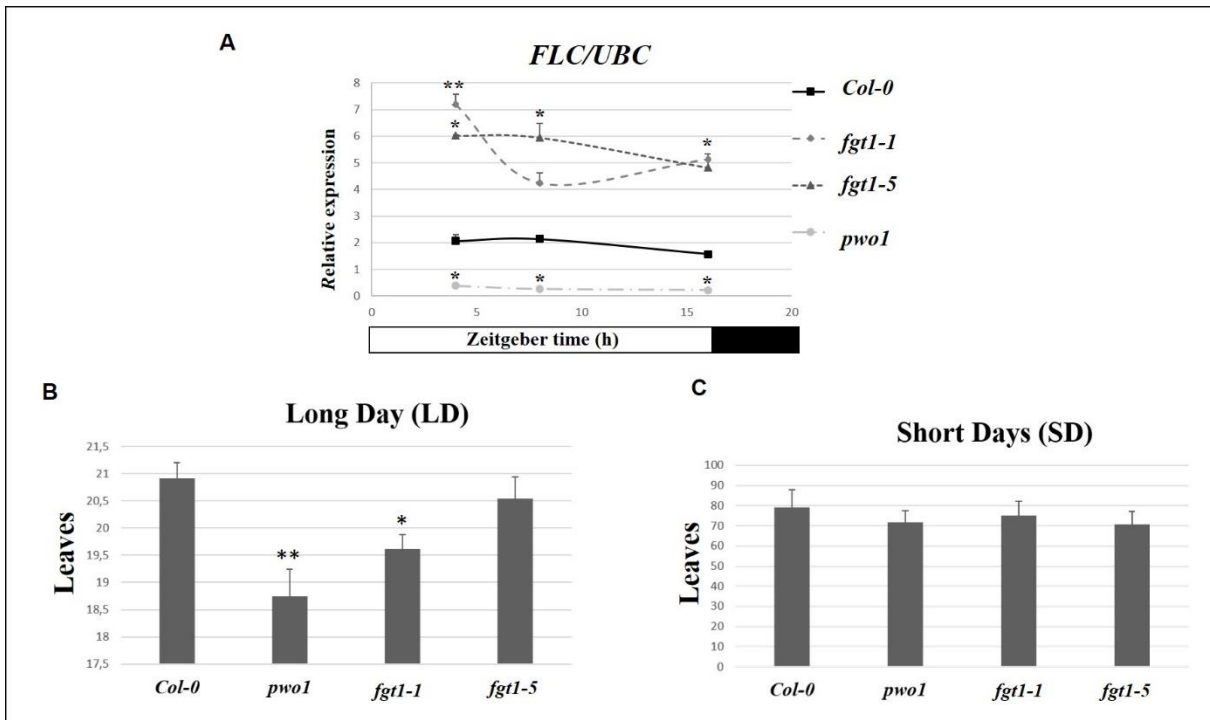 A
FLC/UBC
Relative expression
8
7
6
5
4
3
2
1
0
** 
*
*
*
*
*
*
0 5 10 15 20
Zeitgeber time (h)
Col-0
fgt1-1
fgt1-5
pwo1
B
Long Day (LD)
Leaves
21,5
21
20,5
20
19,5
19
18,5
18
17,5
**
*
Col-0 pwo1 fgt1-1 fgt1-5
C
Short Days (SD)
Leaves
100
90
80
70
60
50
40
30
20
10
0
Col-0 pwo1 fgt1-1 fgt1-5